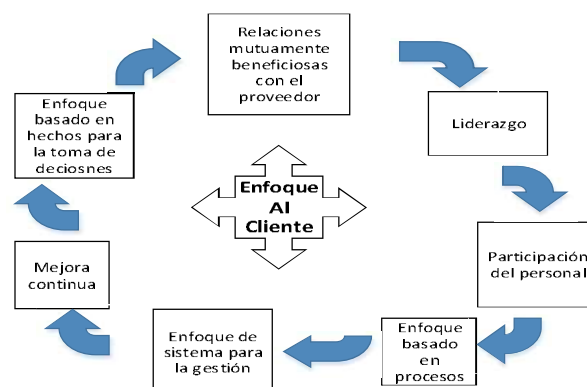 Relaciones
mutuamente
beneficiosas
con el
proveedor
Liderazgo
Participación
del personal
Enfoque
basado
en
procesos
Enfoque de
sistema para
la gestión
Mejora
continua
Enfoque
basado en
hechos para
la toma de
deciosnes
Enfoque
Al
Cliente